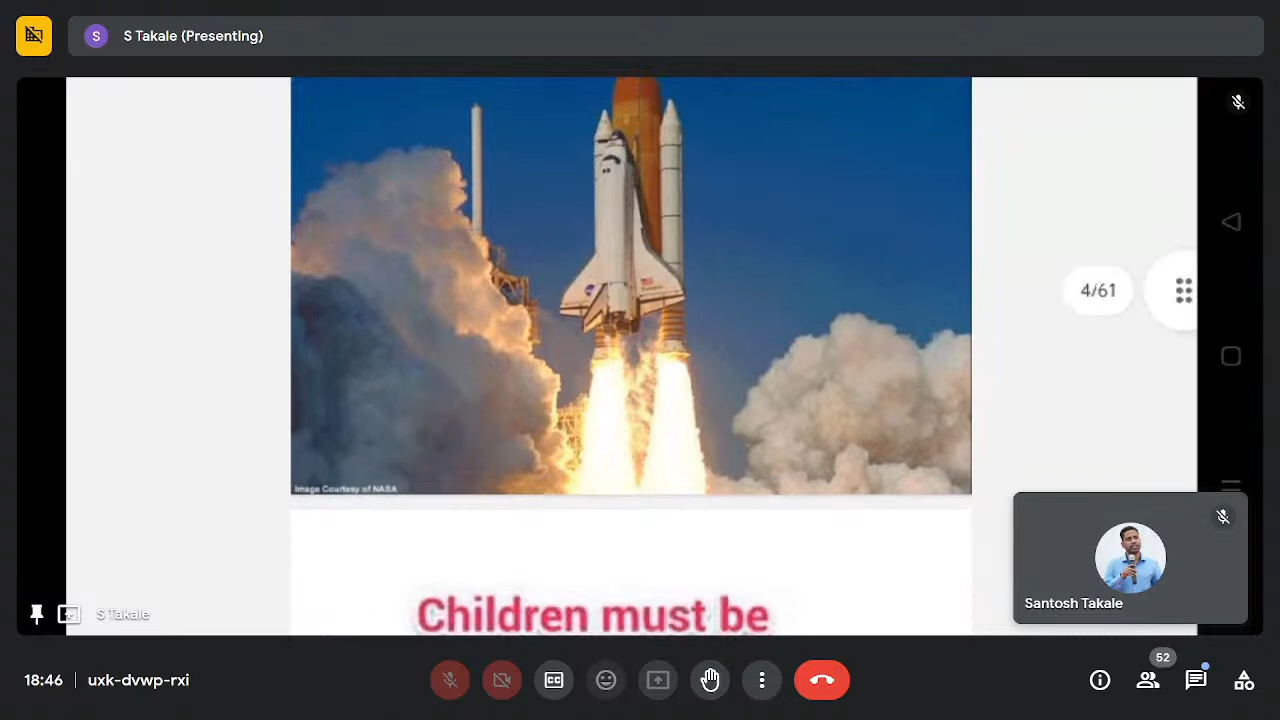 S
S Takale (Presenting)
4/61
Image Courtesy of NASA
Children must be
S Takale
Santosh Takale
18:46
uxk-dvwp-rxi
CC
52